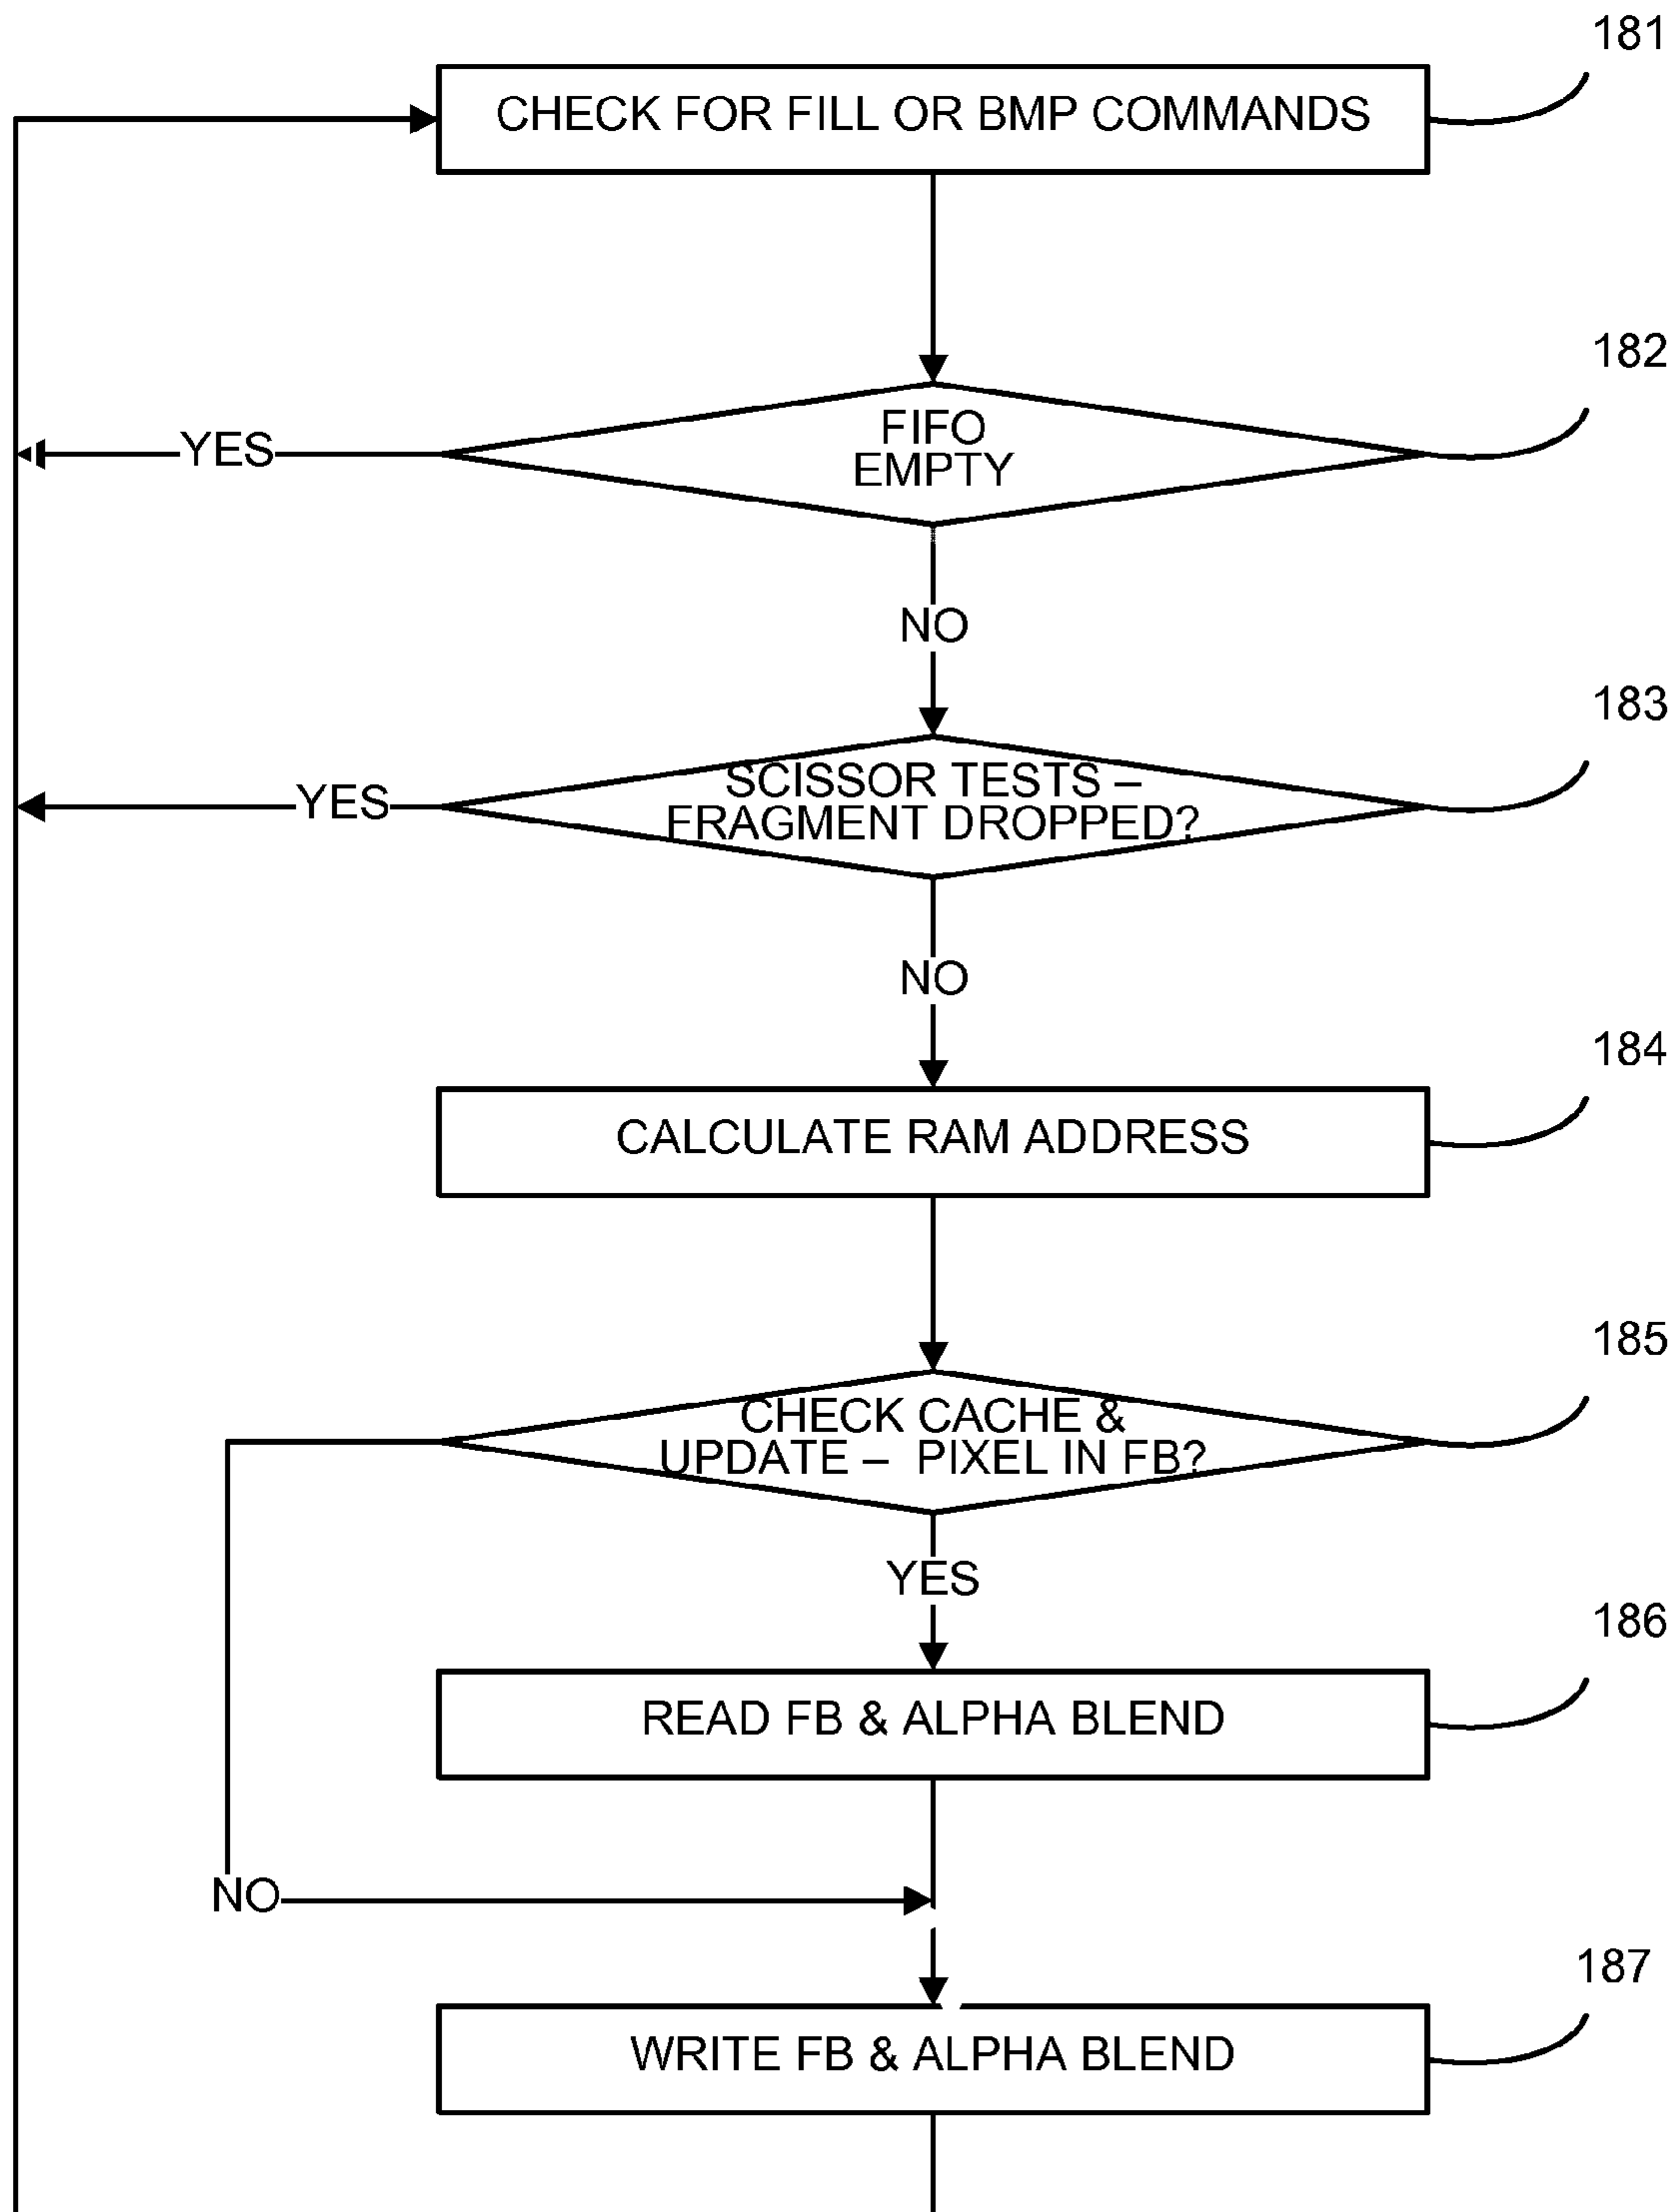 181
CHECK FOR FILL OR BMP COMMANDS
182
FIFO
EMPTY
YES
NO
183
SCISSOR TESTS –
FRAGMENT DROPPED?
YES
NO
184
CALCULATE RAM ADDRESS
185
CHECK CACHE &
UPDATE – PIXEL IN FB?
YES
186
READ FB & ALPHA BLEND
NO
187
WRITE FB & ALPHA BLEND